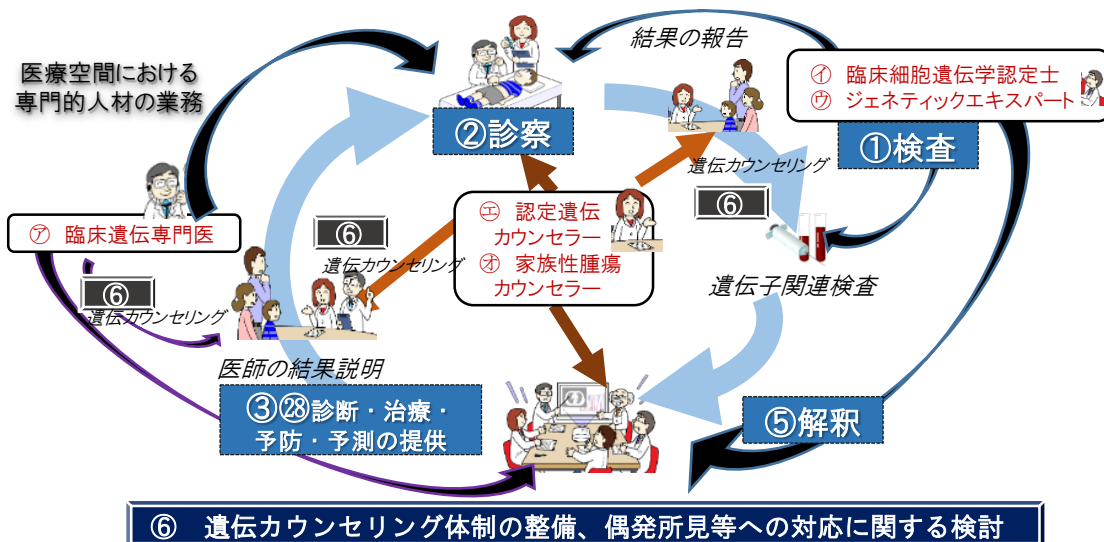 医療空間における
専門的人材の業務
結果の報告
㋑ 臨床細胞遺伝学認定士
㋒ ジェネティックエキスパート
②診察
①検査
遺伝カウンセリング
⑥
㋐ 臨床遺伝専門医
⑥
㋓ 認定遺伝
カウンセラー
㋔ 家族性腫瘍
カウンセラー
遺伝カウンセリング
⑥
遺伝カウンセリング
遺伝子関連検査
医師の結果説明
③㉘診断・治療・
予防・予測の提供
⑤解釈
⑥ 遺伝カウンセリング体制の整備、偶発所見等への対応に関する検討